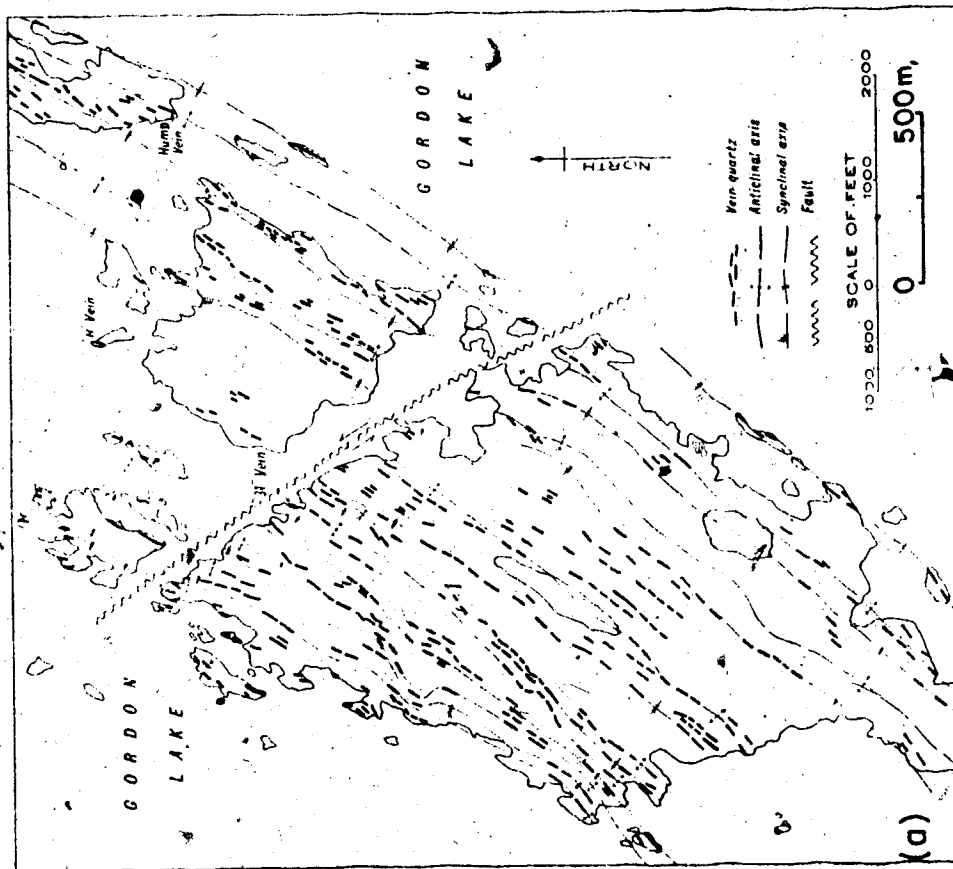 GORDON
LAKE
GORDON
LAKE
Hump
Vein
H Vein
31 Vein
NORTH
Vein quartz
Anticlinal axis
Synclinal axis
Fault
SCALE OF FEET
1000 500 0 1000 2000
0 500m,
(a)